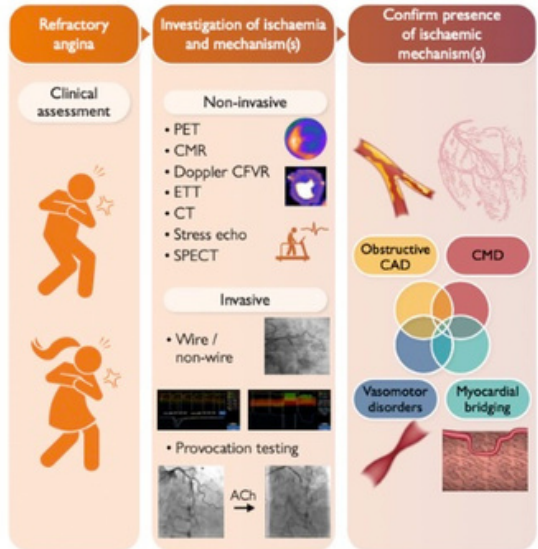 Refractory
angina
Clinical
assessment
Investigation of ischaemia
and mechanism(s)
Non-invasive
• PET
• CMR
• Doppler CFVR
• ETT
• CT
• Stress echo
• SPECT
Invasive
• Wire /
non-wire
• Provocation testing
ACh
Confirm presence
of ischaemic
mechanism(s)
Obstructive
CAD
CMD
Vasomotor
disorders
Myocardial
bridging